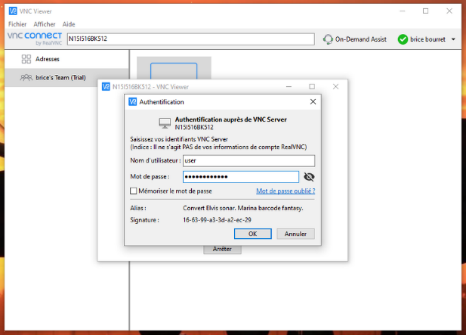 VNC Viewer
Fichier Afficher Aide
vnc connect
by RealVNC
N15I516BK512
On-Demand Assist
brice bourret
Adresses
brice's Team (Trial)
N15I516BK512 - VNC Viewer
Authentification
Authentification auprès de VNC Server
N15I516BK512
Saisissez vos identifiants VNC Server
(Indice : Il ne s'agit PAS de vos informations de compte RealVNC)
Nom d'utilisateur : user
Mot de passe : ••••••••••••
Mémoriser le mot de passe
Mot de passe oublié ?
Alias : Convert Elvis sonar. Marina barcode fantasy.
Signature : 16-63-99-a3-3d-a2-ec-29
OK
Annuler
Arrêter